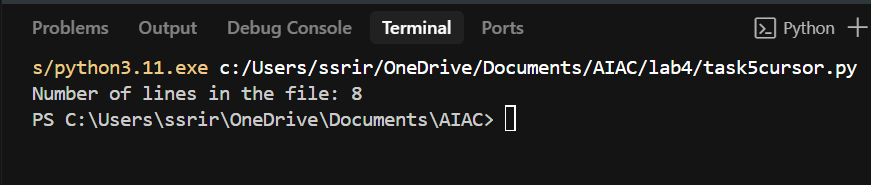 Problems Output Debug Console Terminal Ports Python
s/python3.11.exe c:/Users/ssrir/OneDrive/Documents/AIAC/lab4/task5cursor.py
Number of lines in the file: 8
PS C:\Users\ssrir\OneDrive\Documents\AIAC>